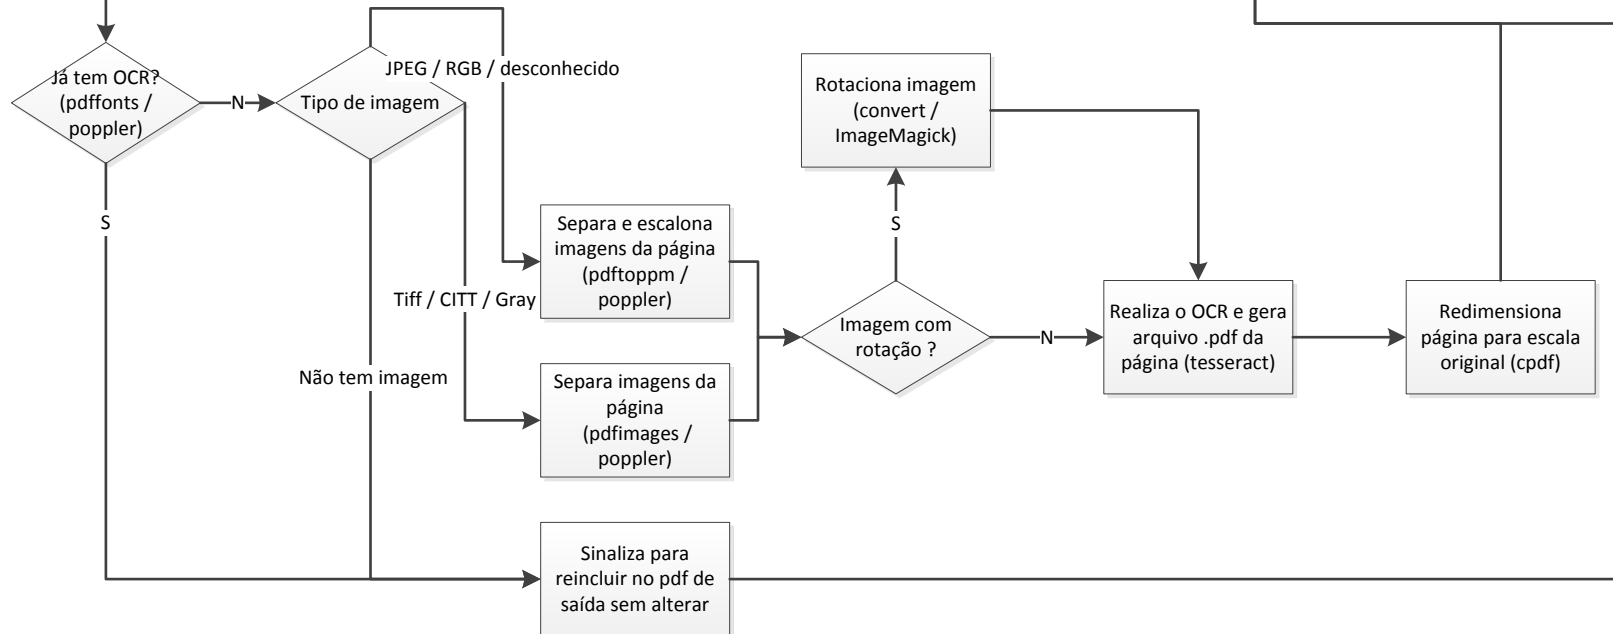 Já tem OCR?
(pdffonts /
poppler)
N
Tipo de imagem
JPEG / RGB / desconhecido
Rotaciona imagem
(convert /
ImageMagick)
S
S
Separa e escalona
imagens da página
(pdftoppm /
poppler)
Tiff / CITT / Gray
Imagem com
rotação ?
N
Realiza o OCR e gera
arquivo .pdf da
página (tesseract)
Redimensiona
página para escala
original (cpdf)
Não tem imagem
Separa imagens da
página
(pdfimages /
poppler)
Sinaliza para
reincluir no pdf de
saída sem alterar